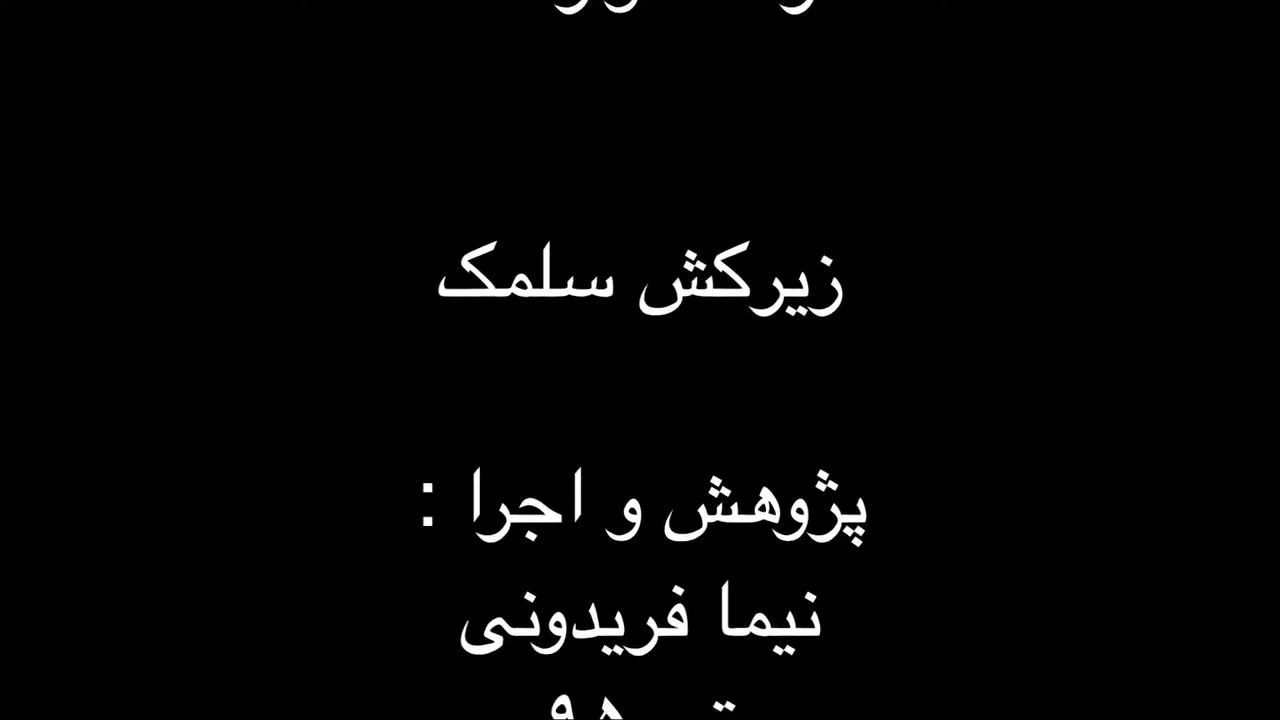 زیرکش سلمک
پژوهش و اجرا :
نیما فریدونی